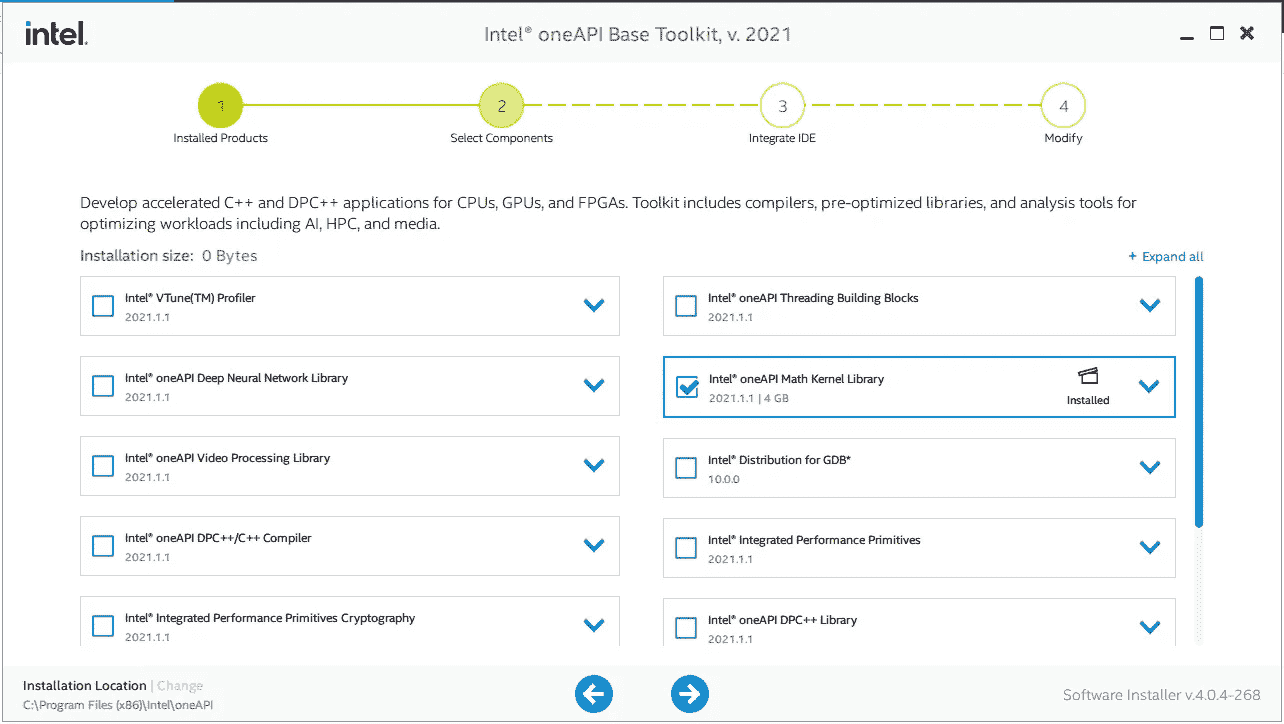 intel.
Intel® oneAPI Base Toolkit, v. 2021
1
2
3
4
Installed Products
Select Components
Integrate IDE
Modify
Develop accelerated C++ and DPC++ applications for CPUs, GPUs, and FPGAs. Toolkit includes compilers, pre-optimized libraries, and analysis tools for
optimizing workloads including AI, HPC, and media.
Installation size: 0 Bytes
+ Expand all
Intel® VTune(TM) Profiler
2021.1.1
Intel® oneAPI Threading Building Blocks
2021.1.1
Intel® oneAPI Deep Neural Network Library
2021.1.1
Intel® oneAPI Math Kernel Library
2021.1.1 | 4 GB
Installed
Intel® oneAPI Video Processing Library
2021.1.1
Intel® Distribution for GDB*
10.0.0
Intel® oneAPI DPC++/C++ Compiler
2021.1.1
Intel® Integrated Performance Primitives
2021.1.1
Intel® Integrated Performance Primitives Cryptography
2021.1.1
Intel® oneAPI DPC++ Library
2021.1.1
Installation Location | Change
C:\Program Files (x86)\Intel\oneAPI
Software Installer v.4.0.4-268